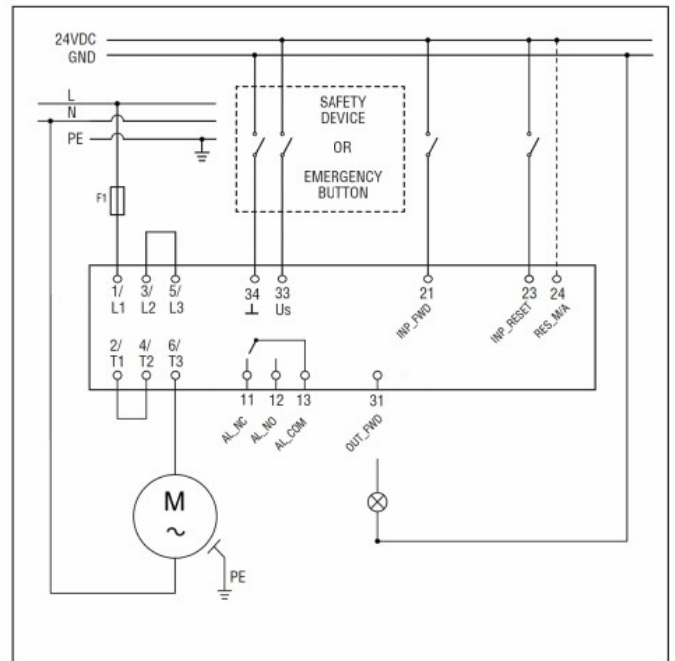 24VDC
GND
L
N
PE
SAFETY
DEVICE
OR
EMERGENCY
BUTTON
F1
1/ 3/ 5/ 34 33 21 23 24
L1 L2 L3 ⊥ Us INP_FWD INP_RESET RES_M/A
2/ 4/ 6/
T1 T2 T3
11 12 13 31
AL_NC AL_NO AL_COM OUT_FWD
M
~
PE